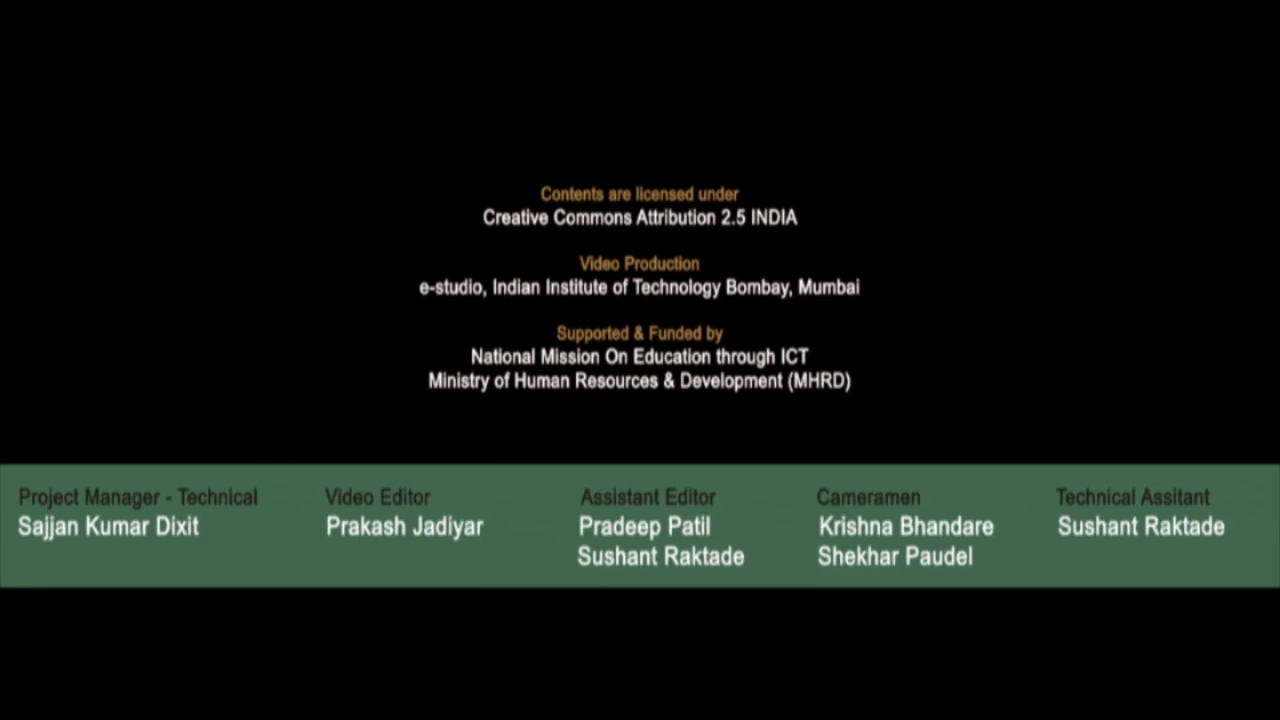 Contents are licensed under
Creative Commons Attribution 2.5 INDIA
Video Production
e-studio, Indian Institute of Technology Bombay, Mumbai
Supported & Funded by
National Mission On Education through ICT
Ministry of Human Resources & Development (MHRD)
Project Manager - Technical
Sajjan Kumar Dixit
Video Editor
Prakash Jadiyar
Assistant Editor
Pradeep Patil
Sushant Raktade
Cameramen
Krishna Bhandare
Shekhar Paudel
Technical Assitant
Sushant Raktade